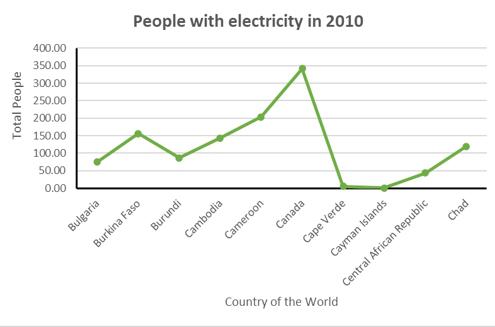 People with electricity in 2010
Total People
400.00
350.00
300.00
250.00
200.00
150.00
100.00
50.00
0.00
Bulgaria
Burkina Faso
Burundi
Cambodia
Cameroon
Canada
Cape Verde
Cayman Islands
Central African Republic
Chad
Country of the World